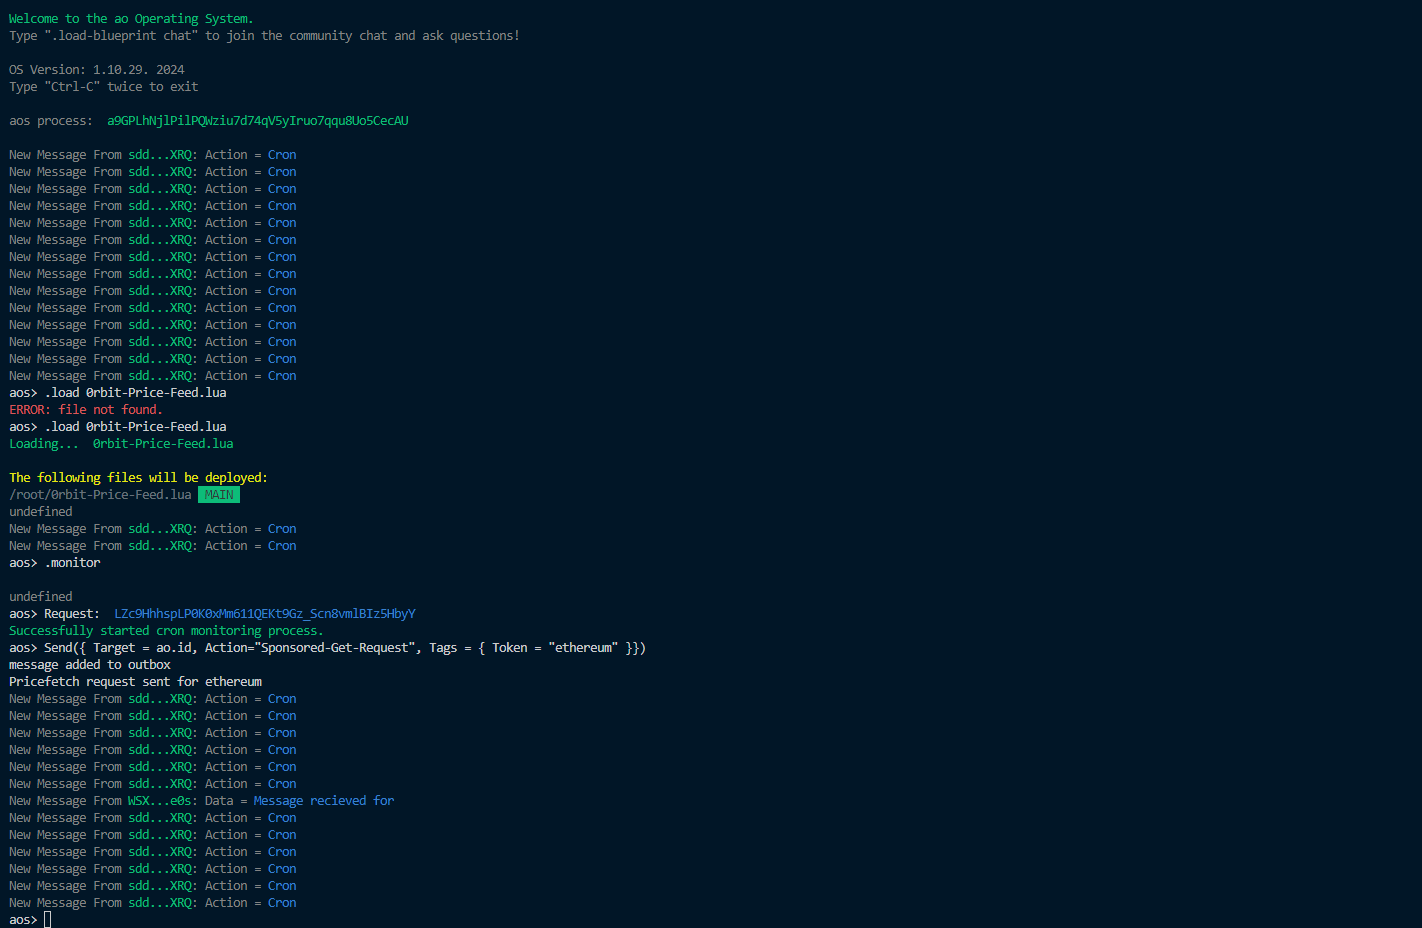 Welcome to the ao Operating System.
Type ".load-blueprint chat" to join the community chat and ask questions!
OS Version: 1.10.29. 2024
Type "Ctrl-C" twice to exit
aos process:  a9GPLhNjlPilPQWziu7d74qV5yIruo7qqu8Uo5CecAU
New Message From sdd...XRQ: Action = Cron
New Message From sdd...XRQ: Action = Cron
New Message From sdd...XRQ: Action = Cron
New Message From sdd...XRQ: Action = Cron
New Message From sdd...XRQ: Action = Cron
New Message From sdd...XRQ: Action = Cron
New Message From sdd...XRQ: Action = Cron
New Message From sdd...XRQ: Action = Cron
New Message From sdd...XRQ: Action = Cron
New Message From sdd...XRQ: Action = Cron
New Message From sdd...XRQ: Action = Cron
New Message From sdd...XRQ: Action = Cron
New Message From sdd...XRQ: Action = Cron
New Message From sdd...XRQ: Action = Cron
aos> .load 0rbit-Price-Feed.lua
ERROR: file not found.
aos> .load 0rbit-Price-Feed.lua
Loading...  0rbit-Price-Feed.lua
The following files will be deployed:
/root/0rbit-Price-Feed.lua MAIN
undefined
New Message From sdd...XRQ: Action = Cron
New Message From sdd...XRQ: Action = Cron
aos> .monitor
undefined
aos> Request:  LZc9HhhspLP0K0xMm611QEKt9Gz_Scn8vmlBIz5HbyY
Successfully started cron monitoring process.
aos> Send({ Target = ao.id, Action="Sponsored-Get-Request", Tags = { Token = "ethereum" }})
message added to outbox
Pricefetch request sent for ethereum
New Message From sdd...XRQ: Action = Cron
New Message From sdd...XRQ: Action = Cron
New Message From sdd...XRQ: Action = Cron
New Message From sdd...XRQ: Action = Cron
New Message From sdd...XRQ: Action = Cron
New Message From sdd...XRQ: Action = Cron
New Message From WSX...e0s: Data = Message recieved for
New Message From sdd...XRQ: Action = Cron
New Message From sdd...XRQ: Action = Cron
New Message From sdd...XRQ: Action = Cron
New Message From sdd...XRQ: Action = Cron
New Message From sdd...XRQ: Action = Cron
New Message From sdd...XRQ: Action = Cron
aos>